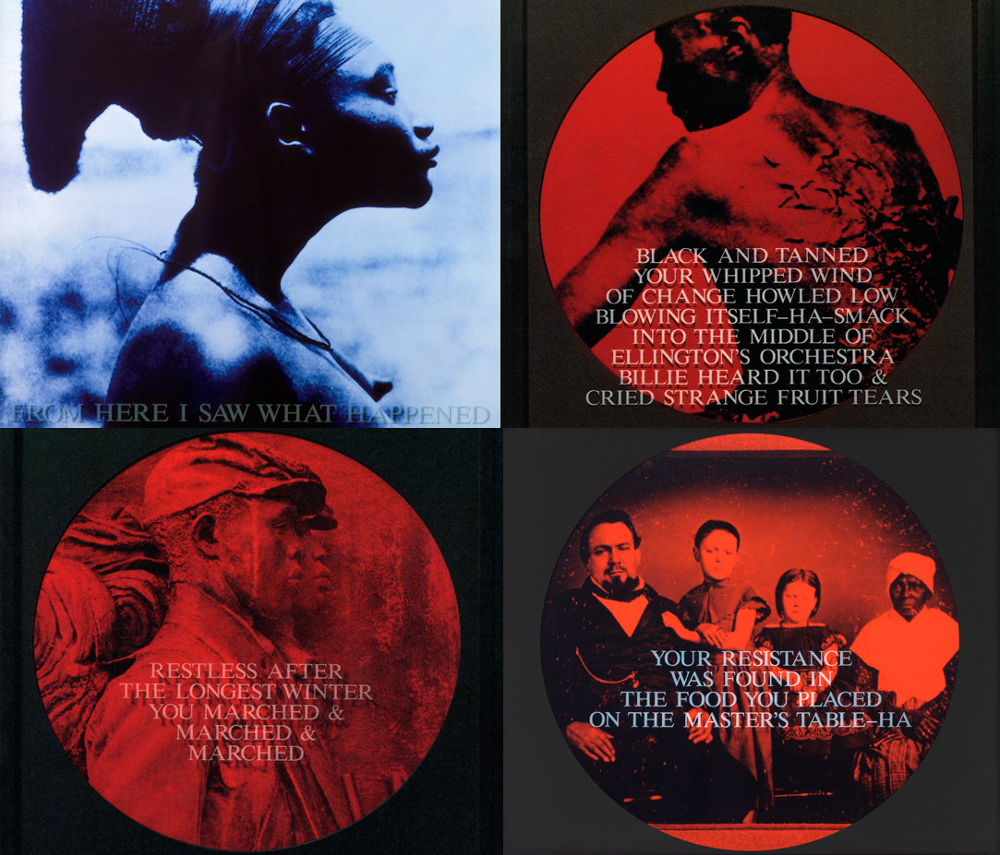 FROM HERE I SAW WHAT HAPPENED
BLACK AND TANNED
YOUR WHIPPED WIND
OF CHANGE HOWLED LOW
BLOWING ITSELF–HA–SMACK
INTO THE MIDDLE OF
ELLINGTON'S ORCHESTRA
BILLIE HEARD IT TOO &
CRIED STRANGE FRUIT TEARS
RESTLESS AFTER
THE LONGEST WINTER
YOU MARCHED &
MARCHED &
MARCHED
YOUR RESISTANCE
WAS FOUND IN
THE FOOD YOU PLACED
ON THE MASTER'S TABLE–HA